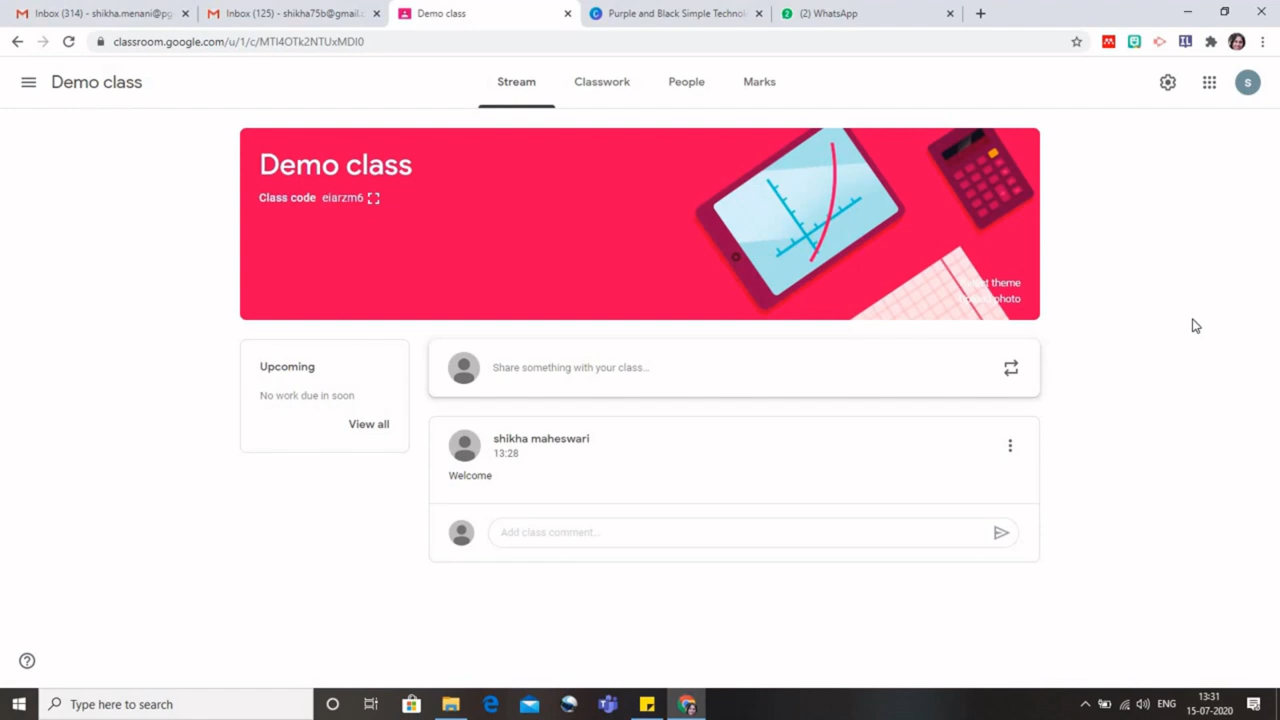 Inbox (314) - shikha.menani@pg
Inbox (125) - shikha75b@gmail.c
Demo class
Purple and Black Simple Technol
(2) WhatsApp
classroom.google.com/u/1/c/MTI4OTk2NTUxMDI0
Demo class
Stream
Classwork
People
Marks
S
Demo class
Class code eiarzm6
theme
photo
Upcoming
No work due in soon
View all
Share something with your class...
shikha maheswari
13:28
Welcome
Add class comment...
Type here to search
ENG
13:31
15-07-2020